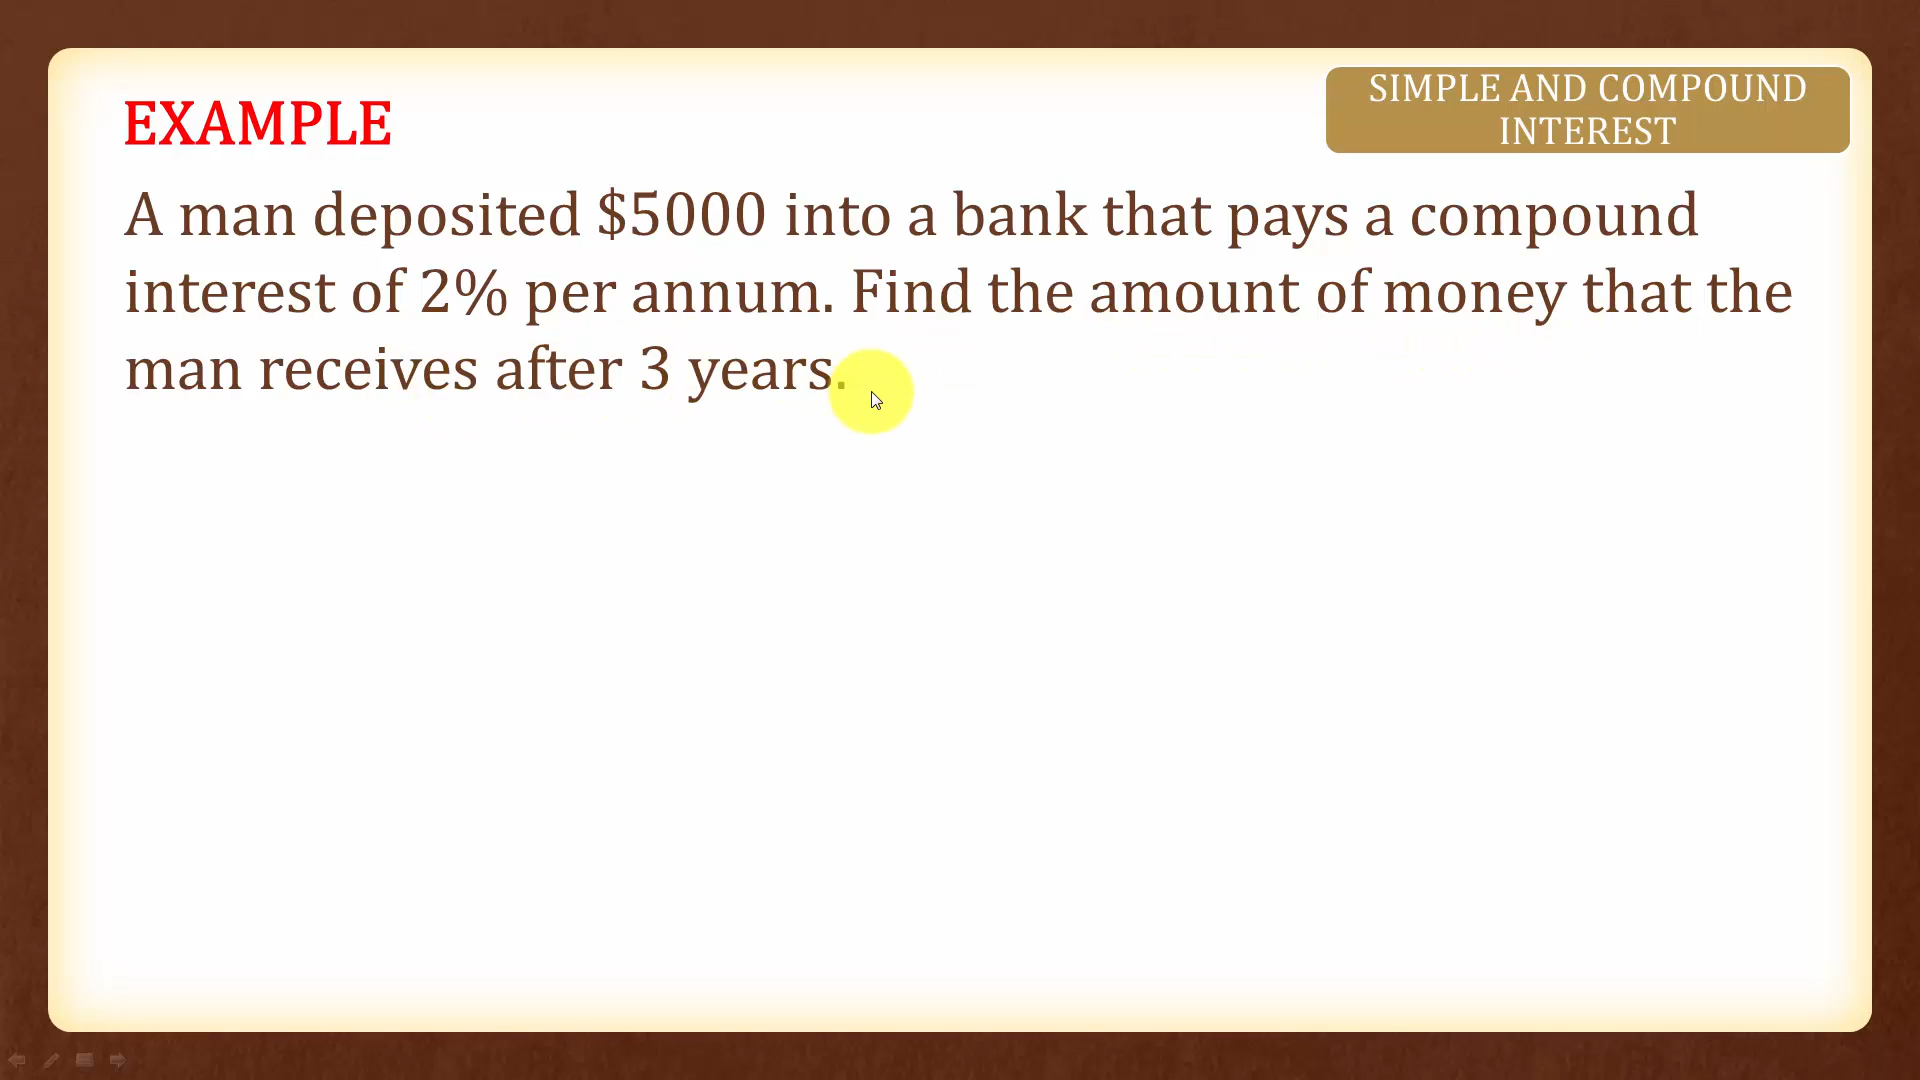 EXAMPLE
SIMPLE AND COMPOUND
INTEREST
A man deposited $5000 into a bank that pays a compound
interest of 2% per annum. Find the amount of money that the
man receives after 3 years.